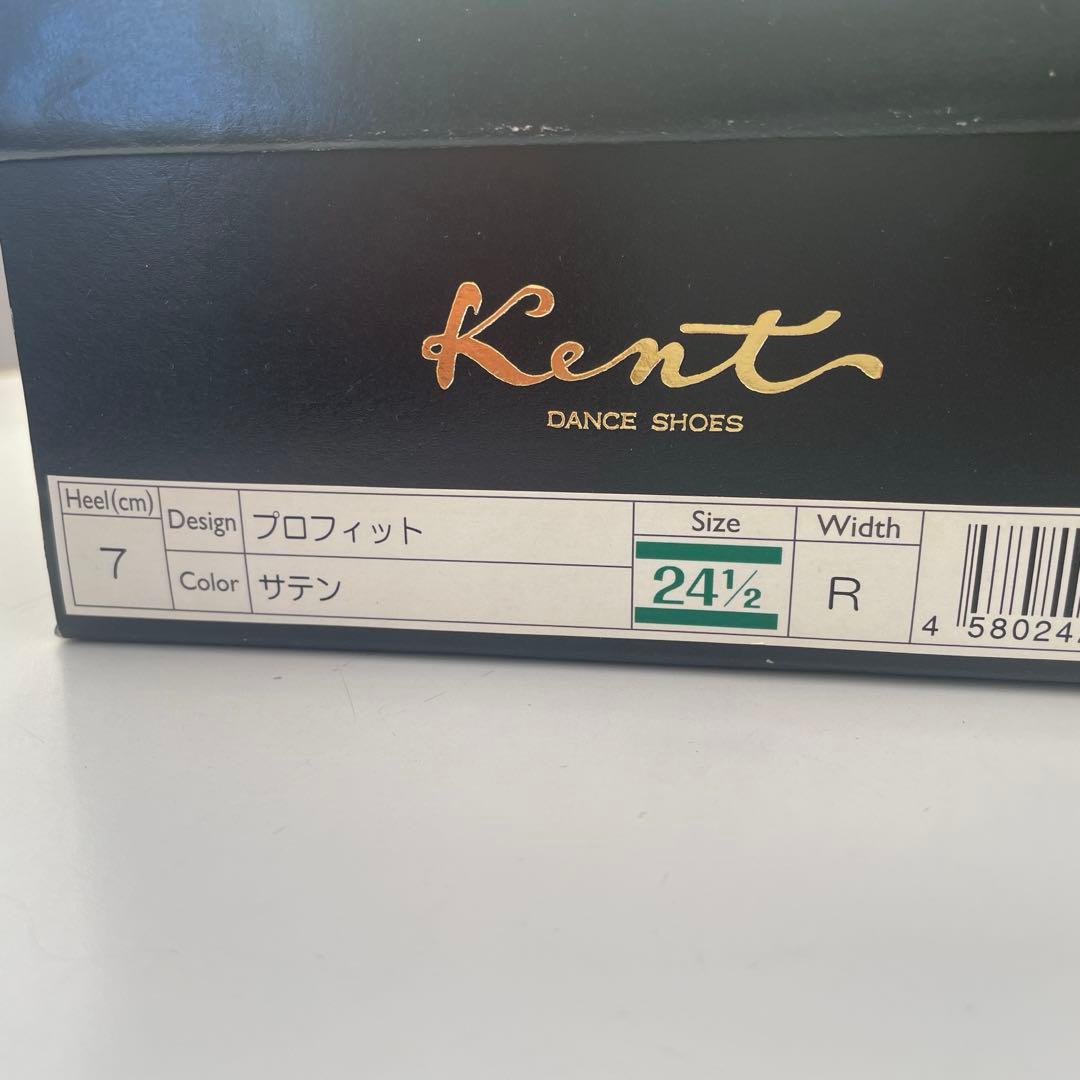 Kent
DANCE SHOES
Heel(cm) Design プロフィット Size Width
7 Color サテン 24½ R
4 58024